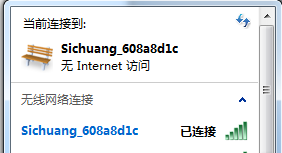 当前连接到:
Sichuang_608a8d1c
无 Internet 访问
无线网络连接
Sichuang_608a8d1c 已连接